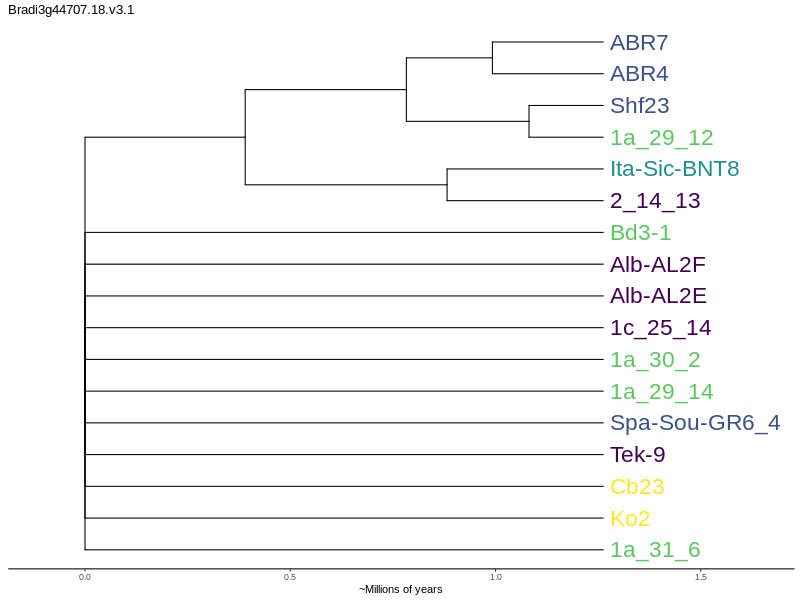 Bradi3g44707.18.v3.1
ABR7
ABR4
Shf23
1a_29_12
Ita-Sic-BNT8
2_14_13
Bd3-1
Alb-AL2F
Alb-AL2E
1c_25_14
1a_30_2
1a_29_14
Spa-Sou-GR6_4
Tek-9
Cb23
Ko2
1a_31_6
0.0 0.5 1.0 1.5
~Millions of years